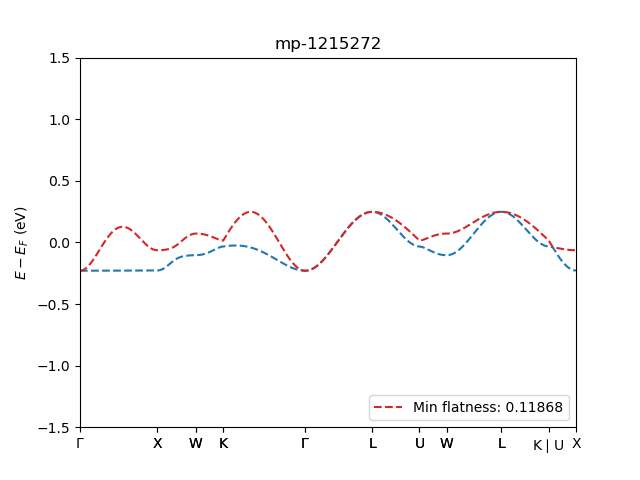 mp-1215272
E − E_F (eV)
1.5
1.0
0.5
0.0
−0.5
−1.0
−1.5
Min flatness: 0.11868
Γ X W K Γ L U W L K | U X